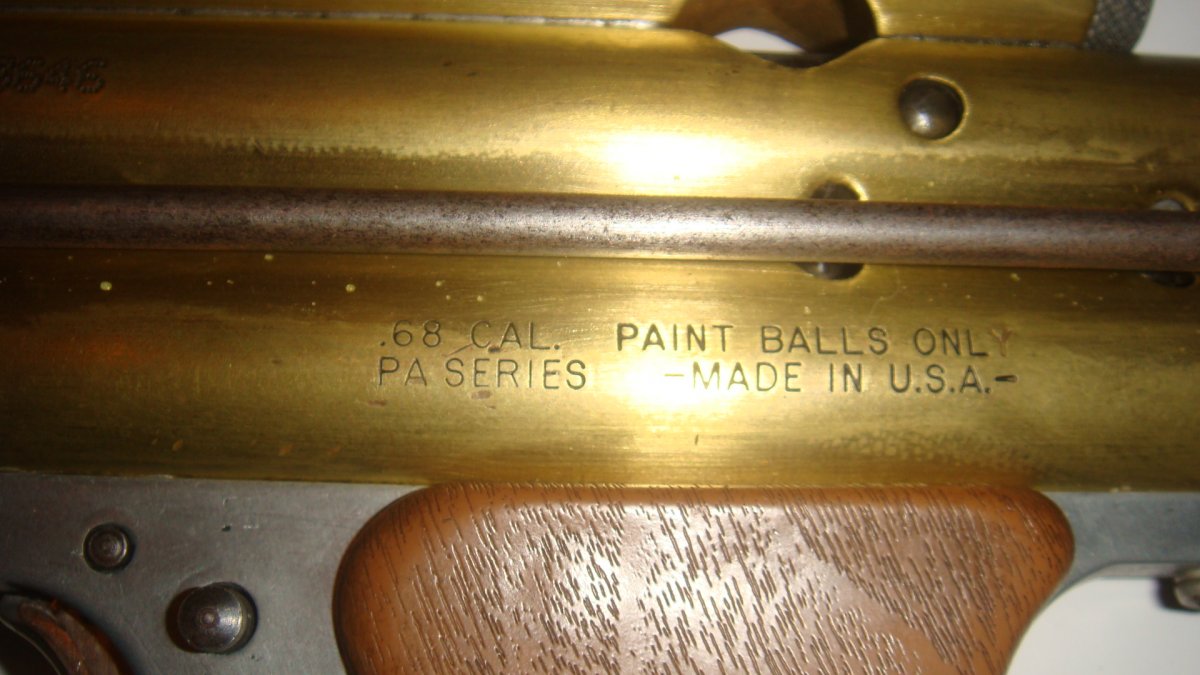 .68 CAL. PAINT BALLS ONLY
PA SERIES -MADE IN U.S.A.-